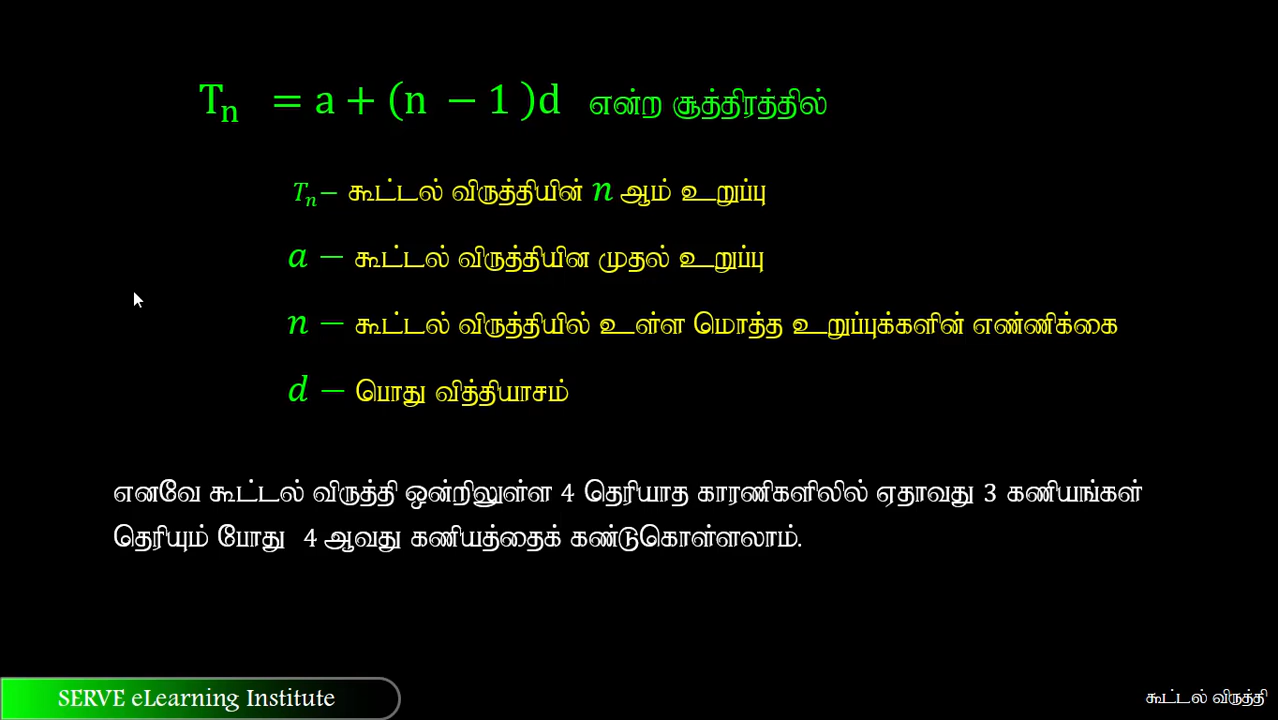 Tn = a + (n − 1 )d என்ற சூத்திரத்தில்
Tn − கூட்டல் விருத்தியின் n ஆம் உறுப்பு
a − கூட்டல் விருத்தியின முதல் உறுப்பு
n − கூட்டல் விருத்தியில் உள்ள மொத்த உறுப்புக்களின் எண்ணிக்கை
d − பொது வித்தியாசம்
எனவே கூட்டல் விருத்தி ஒன்றிலுள்ள 4 தெரியாத காரணிகளிலில் ஏதாவது 3 கணியங்கள்
தெரியும் போது 4 ஆவது கணியத்தைக் கண்டுகொள்ளலாம்.
SERVE eLearning Institute
கூட்டல் விருத்தி